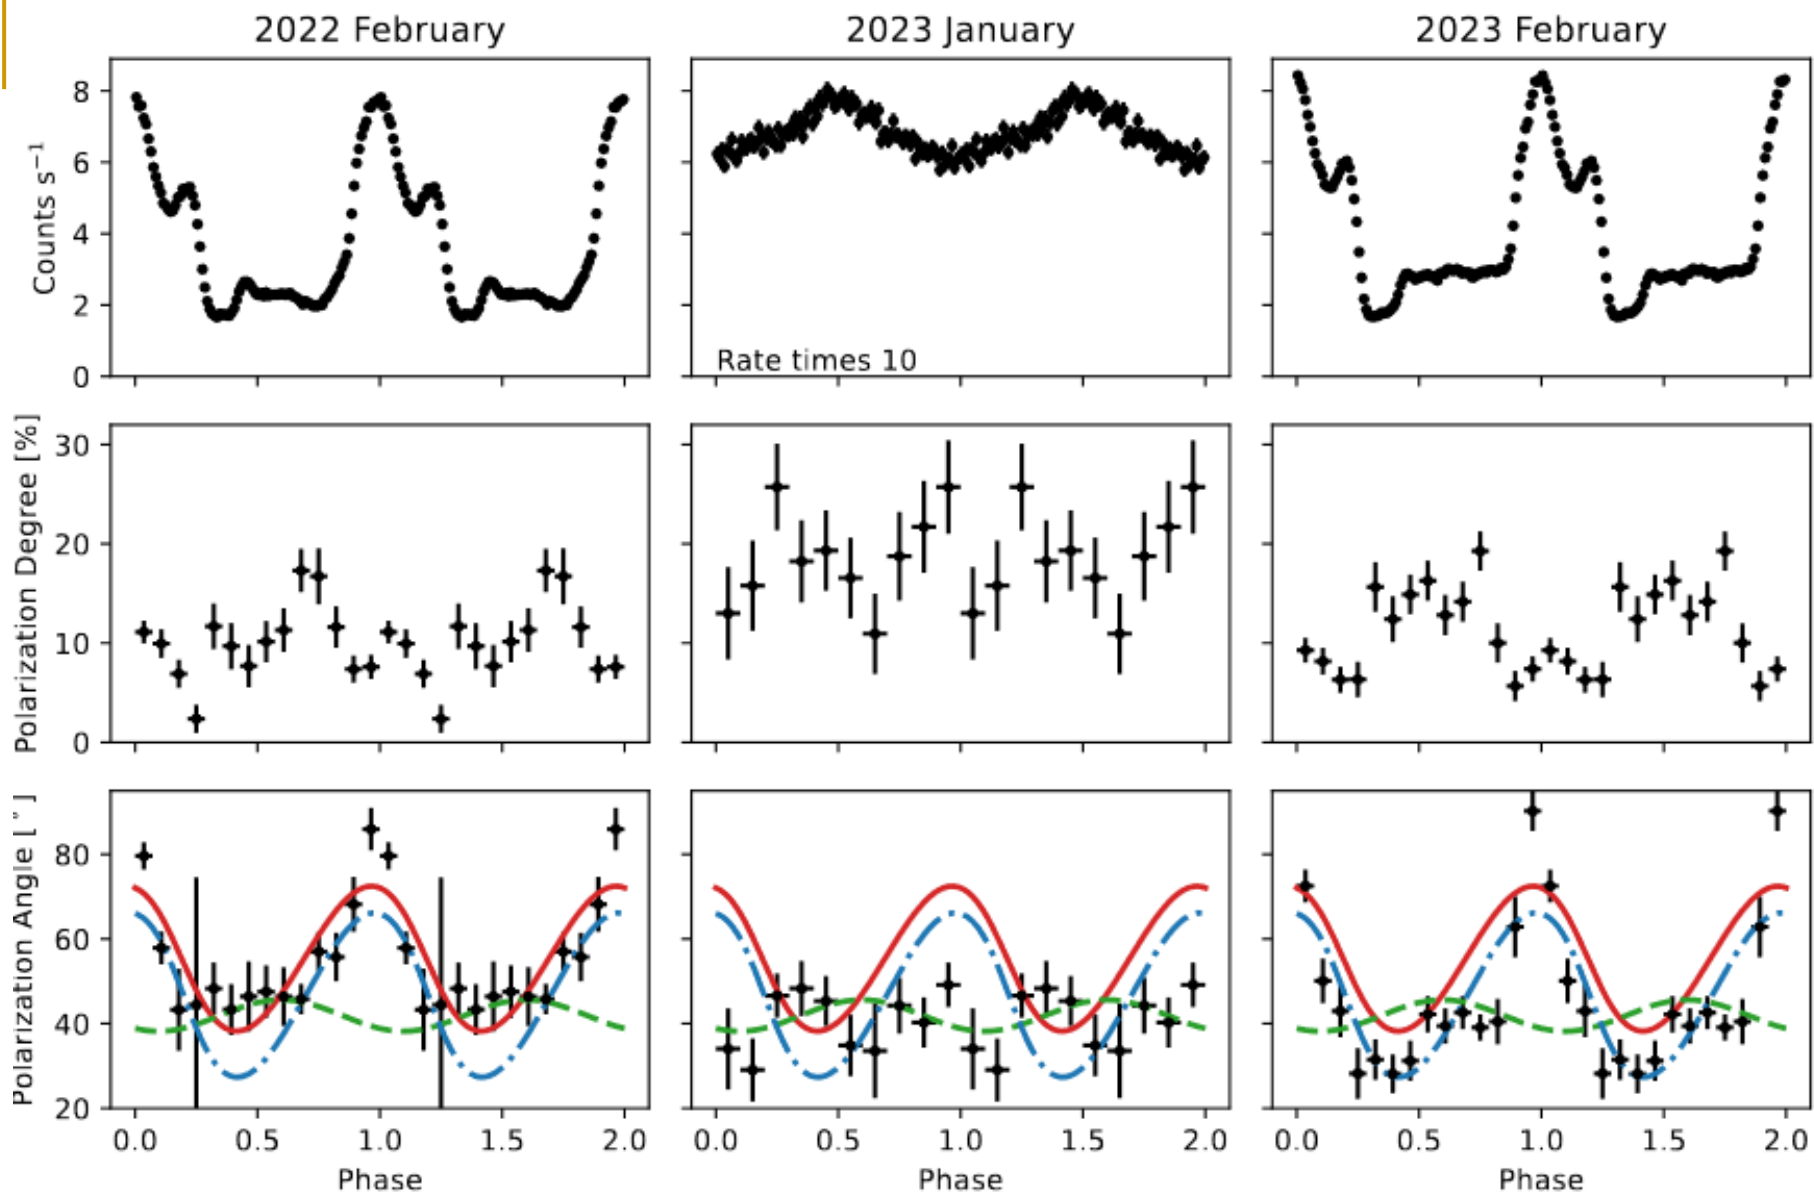 2022 February
2023 January
2023 February
Counts s⁻¹
8
6
4
2
0
Rate times 10
Polarization Degree [%]
30
20
10
0
Polarization Angle [°]
80
60
40
20
0.0 0.5 1.0 1.5 2.0
0.0 0.5 1.0 1.5 2.0
0.0 0.5 1.0 1.5 2.0
Phase
Phase
Phase